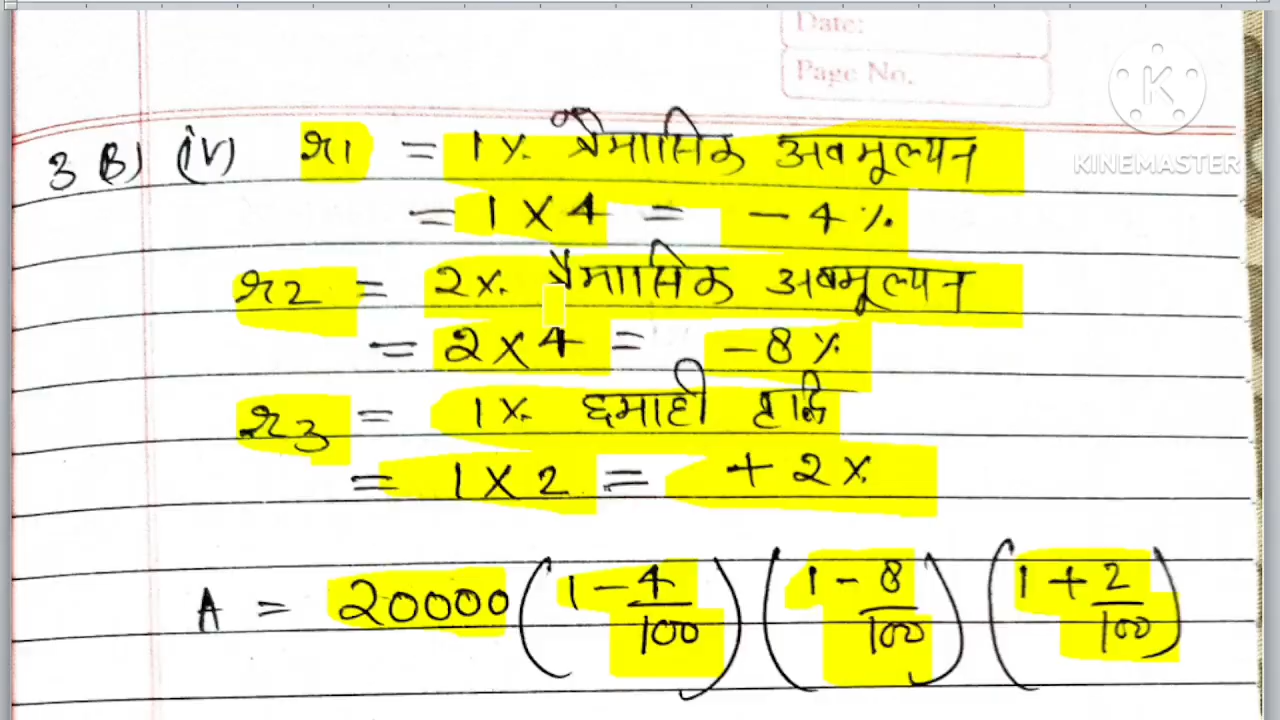 Date:
Page No.
K
KINEMASTER
3 (B) (iv) r1 = 1% त्रैमासिक अवमूल्यन
= 1 × 4 = - 4 %
r2 = 2% त्रैमासिक अवमूल्यन
= 2 × 4 = - 8 %
r3 = 1% छमाही
= 1 × 2 = + 2 %
A = 20000 (1 - 4/100) (1 - 8/100) (1 + 2/100)